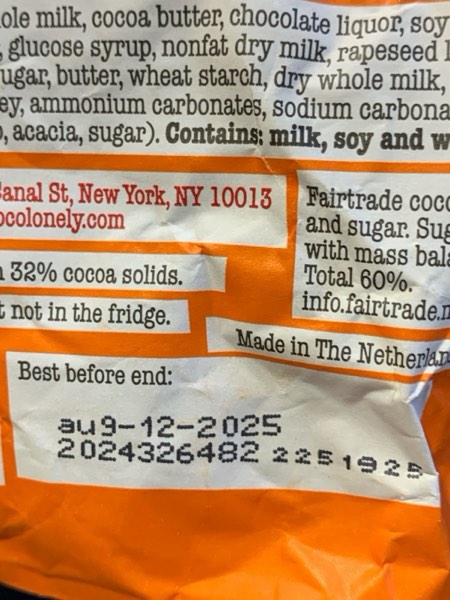 ole milk, cocoa butter, chocolate liquor, soy
, glucose syrup, nonfat dry milk, rapeseed l
ugar, butter, wheat starch, dry whole milk,
ey, ammonium carbonates, sodium carbona
, acacia, sugar). Contains: milk, soy and w
Canal St, New York, NY 10013
ocolonely.com
32% cocoa solids.
t not in the fridge.
Fairtrade coco
and sugar. Sug
with mass bala
Total 60%.
info.fairtrade.n
Made in The Netherlan
Best before end:
au9-12-2025
2024326482 2251925